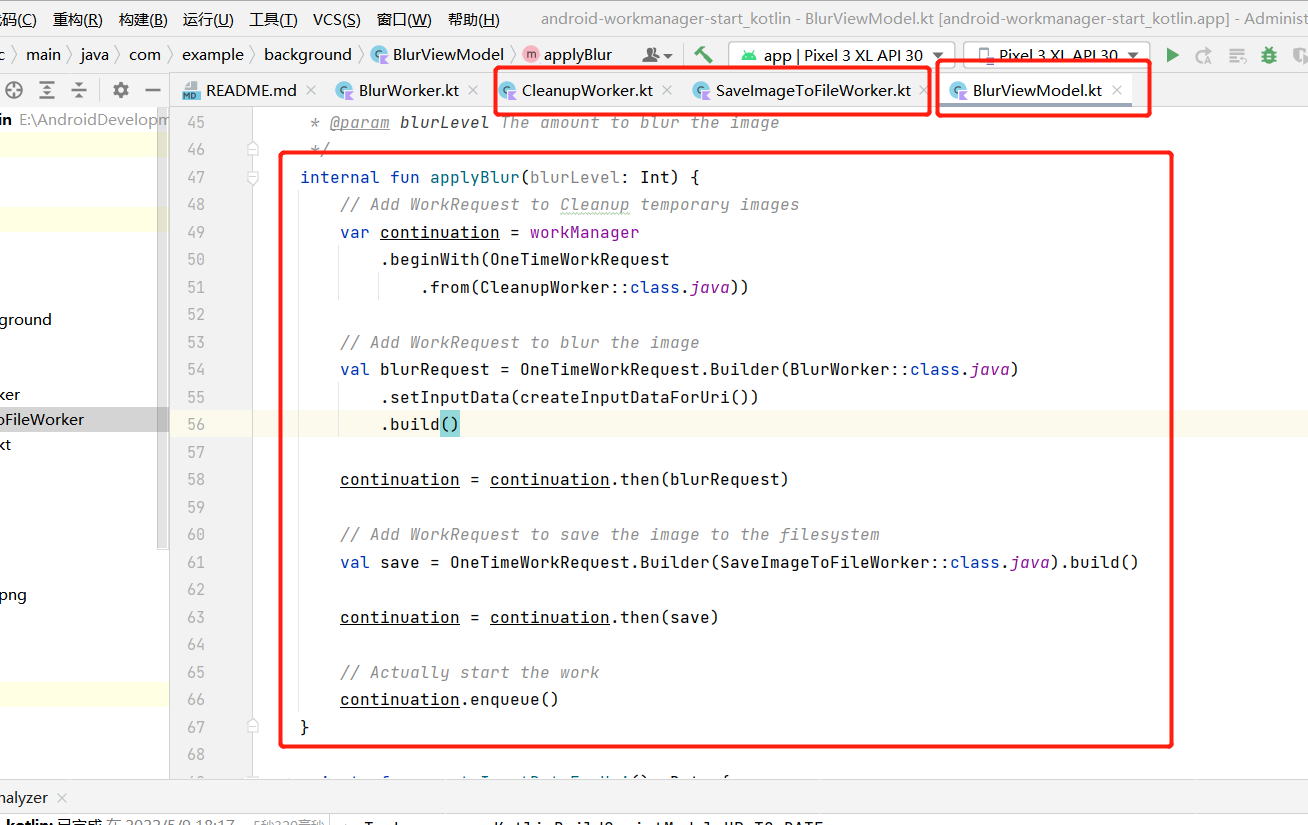 码(C) 重构(R) 构建(B) 运行(U) 工具(T) VCS(S) 窗口(W) 帮助(H) android-workmanager-start_kotlin - BlurViewModel.kt [android-workmanager-start_kotlin.app] - Administ
c main java com example background BlurViewModel m applyBlur app | Pixel 3 XL API 30 Pixel 3 XL API 30
MD README.md BlurWorker.kt CleanupWorker.kt SaveImageToFileWorker.kt BlurViewModel.kt
in E:\AndroidDevelopm
ground
ker
oFileWorker
kt
png
45 * @param blurLevel The amount to blur the image
46 */
47 internal fun applyBlur(blurLevel: Int) {
48 // Add WorkRequest to Cleanup temporary images
49 var continuation = workManager
50 .beginWith(OneTimeWorkRequest
51 .from(CleanupWorker::class.java))
52
53 // Add WorkRequest to blur the image
54 val blurRequest = OneTimeWorkRequest.Builder(BlurWorker::class.java)
55 .setInputData(createInputDataForUri())
56 .build()
57
58 continuation = continuation.then(blurRequest)
59
60 // Add WorkRequest to save the image to the filesystem
61 val save = OneTimeWorkRequest.Builder(SaveImageToFileWorker::class.java).build()
62
63 continuation = continuation.then(save)
64
65 // Actually start the work
66 continuation.enqueue()
67 }
68
nalyzer